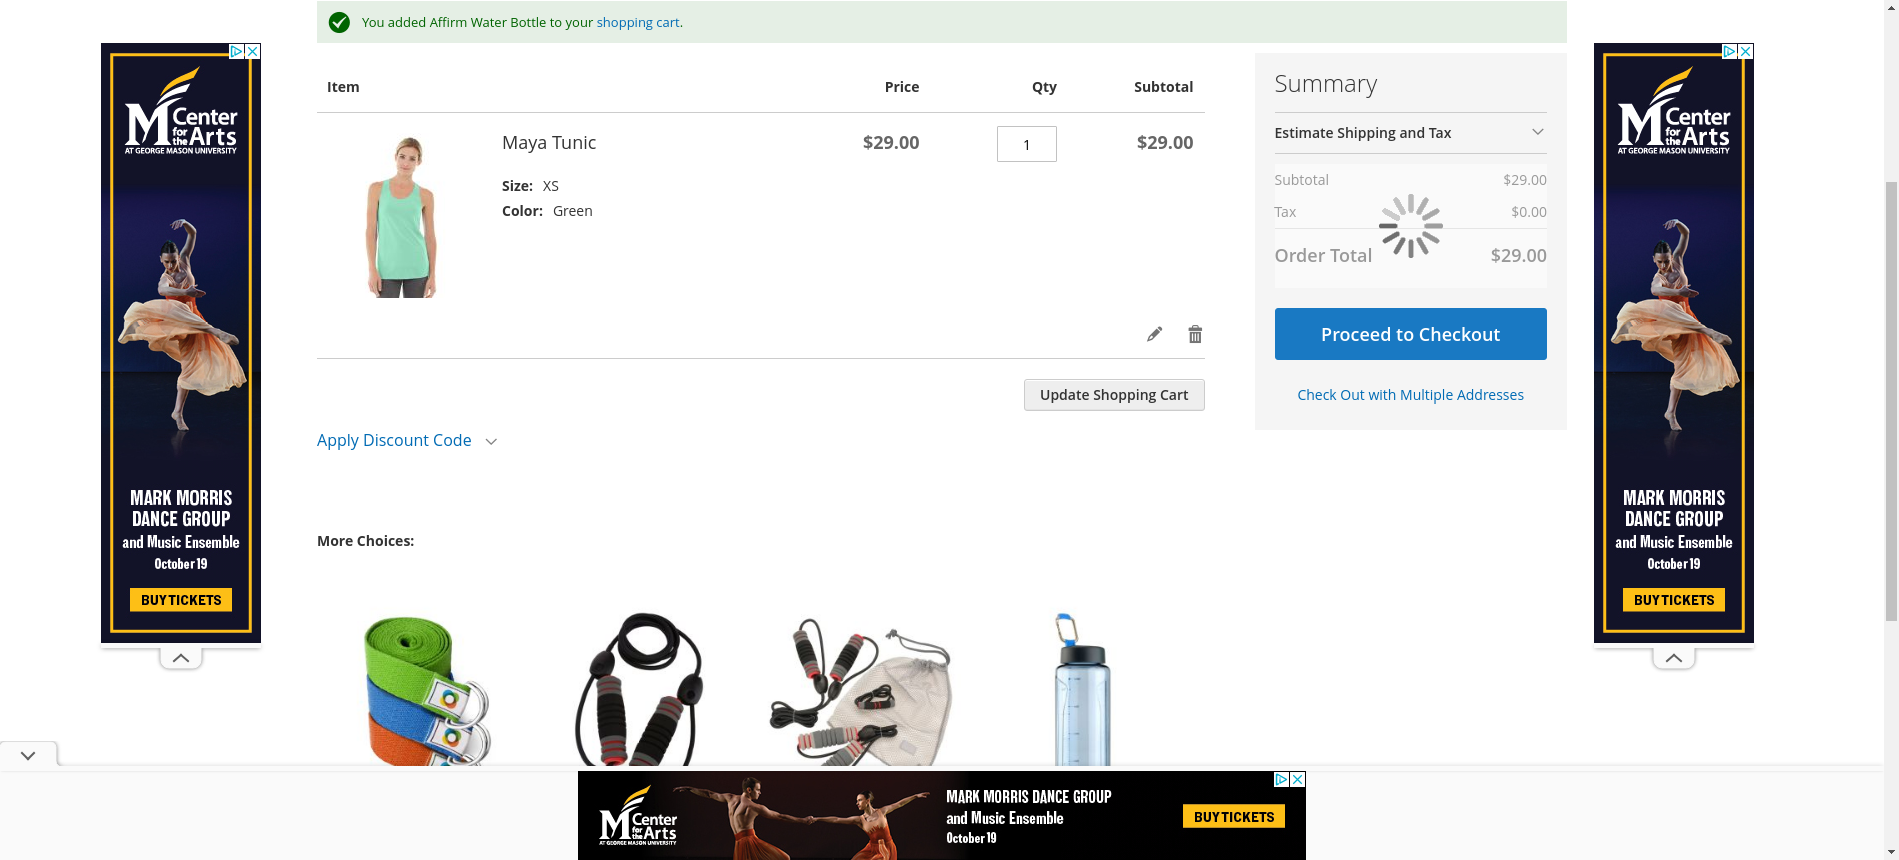 You added Affirm Water Bottle to your shopping cart.
Item Price Qty Subtotal
Maya Tunic $29.00 1 $29.00
Size: XS
Color: Green
Update Shopping Cart
Apply Discount Code
Summary
Estimate Shipping and Tax
Subtotal $29.00
Tax $0.00
Order Total $29.00
Proceed to Checkout
Check Out with Multiple Addresses
More Choices:
M Center
for the Arts
AT GEORGE MASON UNIVERSITY
MARK MORRIS
DANCE GROUP
and Music Ensemble
October 19
BUY TICKETS
M Center
for the Arts
AT GEORGE MASON UNIVERSITY
MARK MORRIS
DANCE GROUP
and Music Ensemble
October 19
BUY TICKETS
M Center
for the Arts
AT GEORGE MASON UNIVERSITY
MARK MORRIS DANCE GROUP
and Music Ensemble
October 19
BUY TICKETS